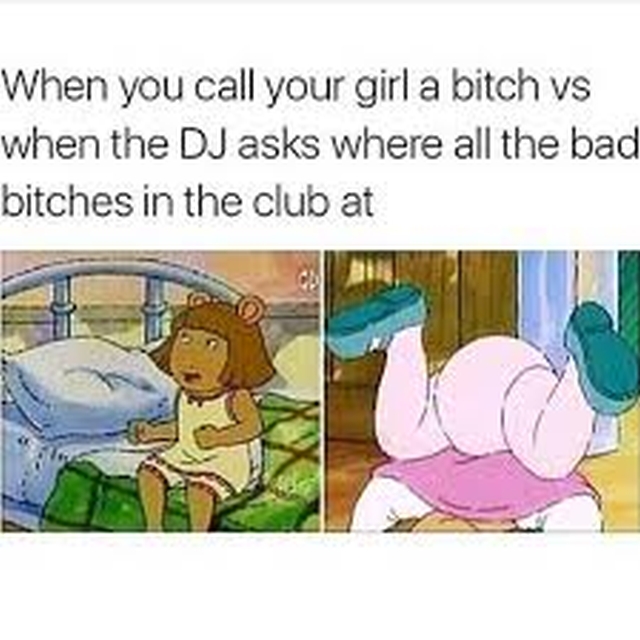 When you call your girl a bitch vs
when the DJ asks where all the bad
bitches in the club at